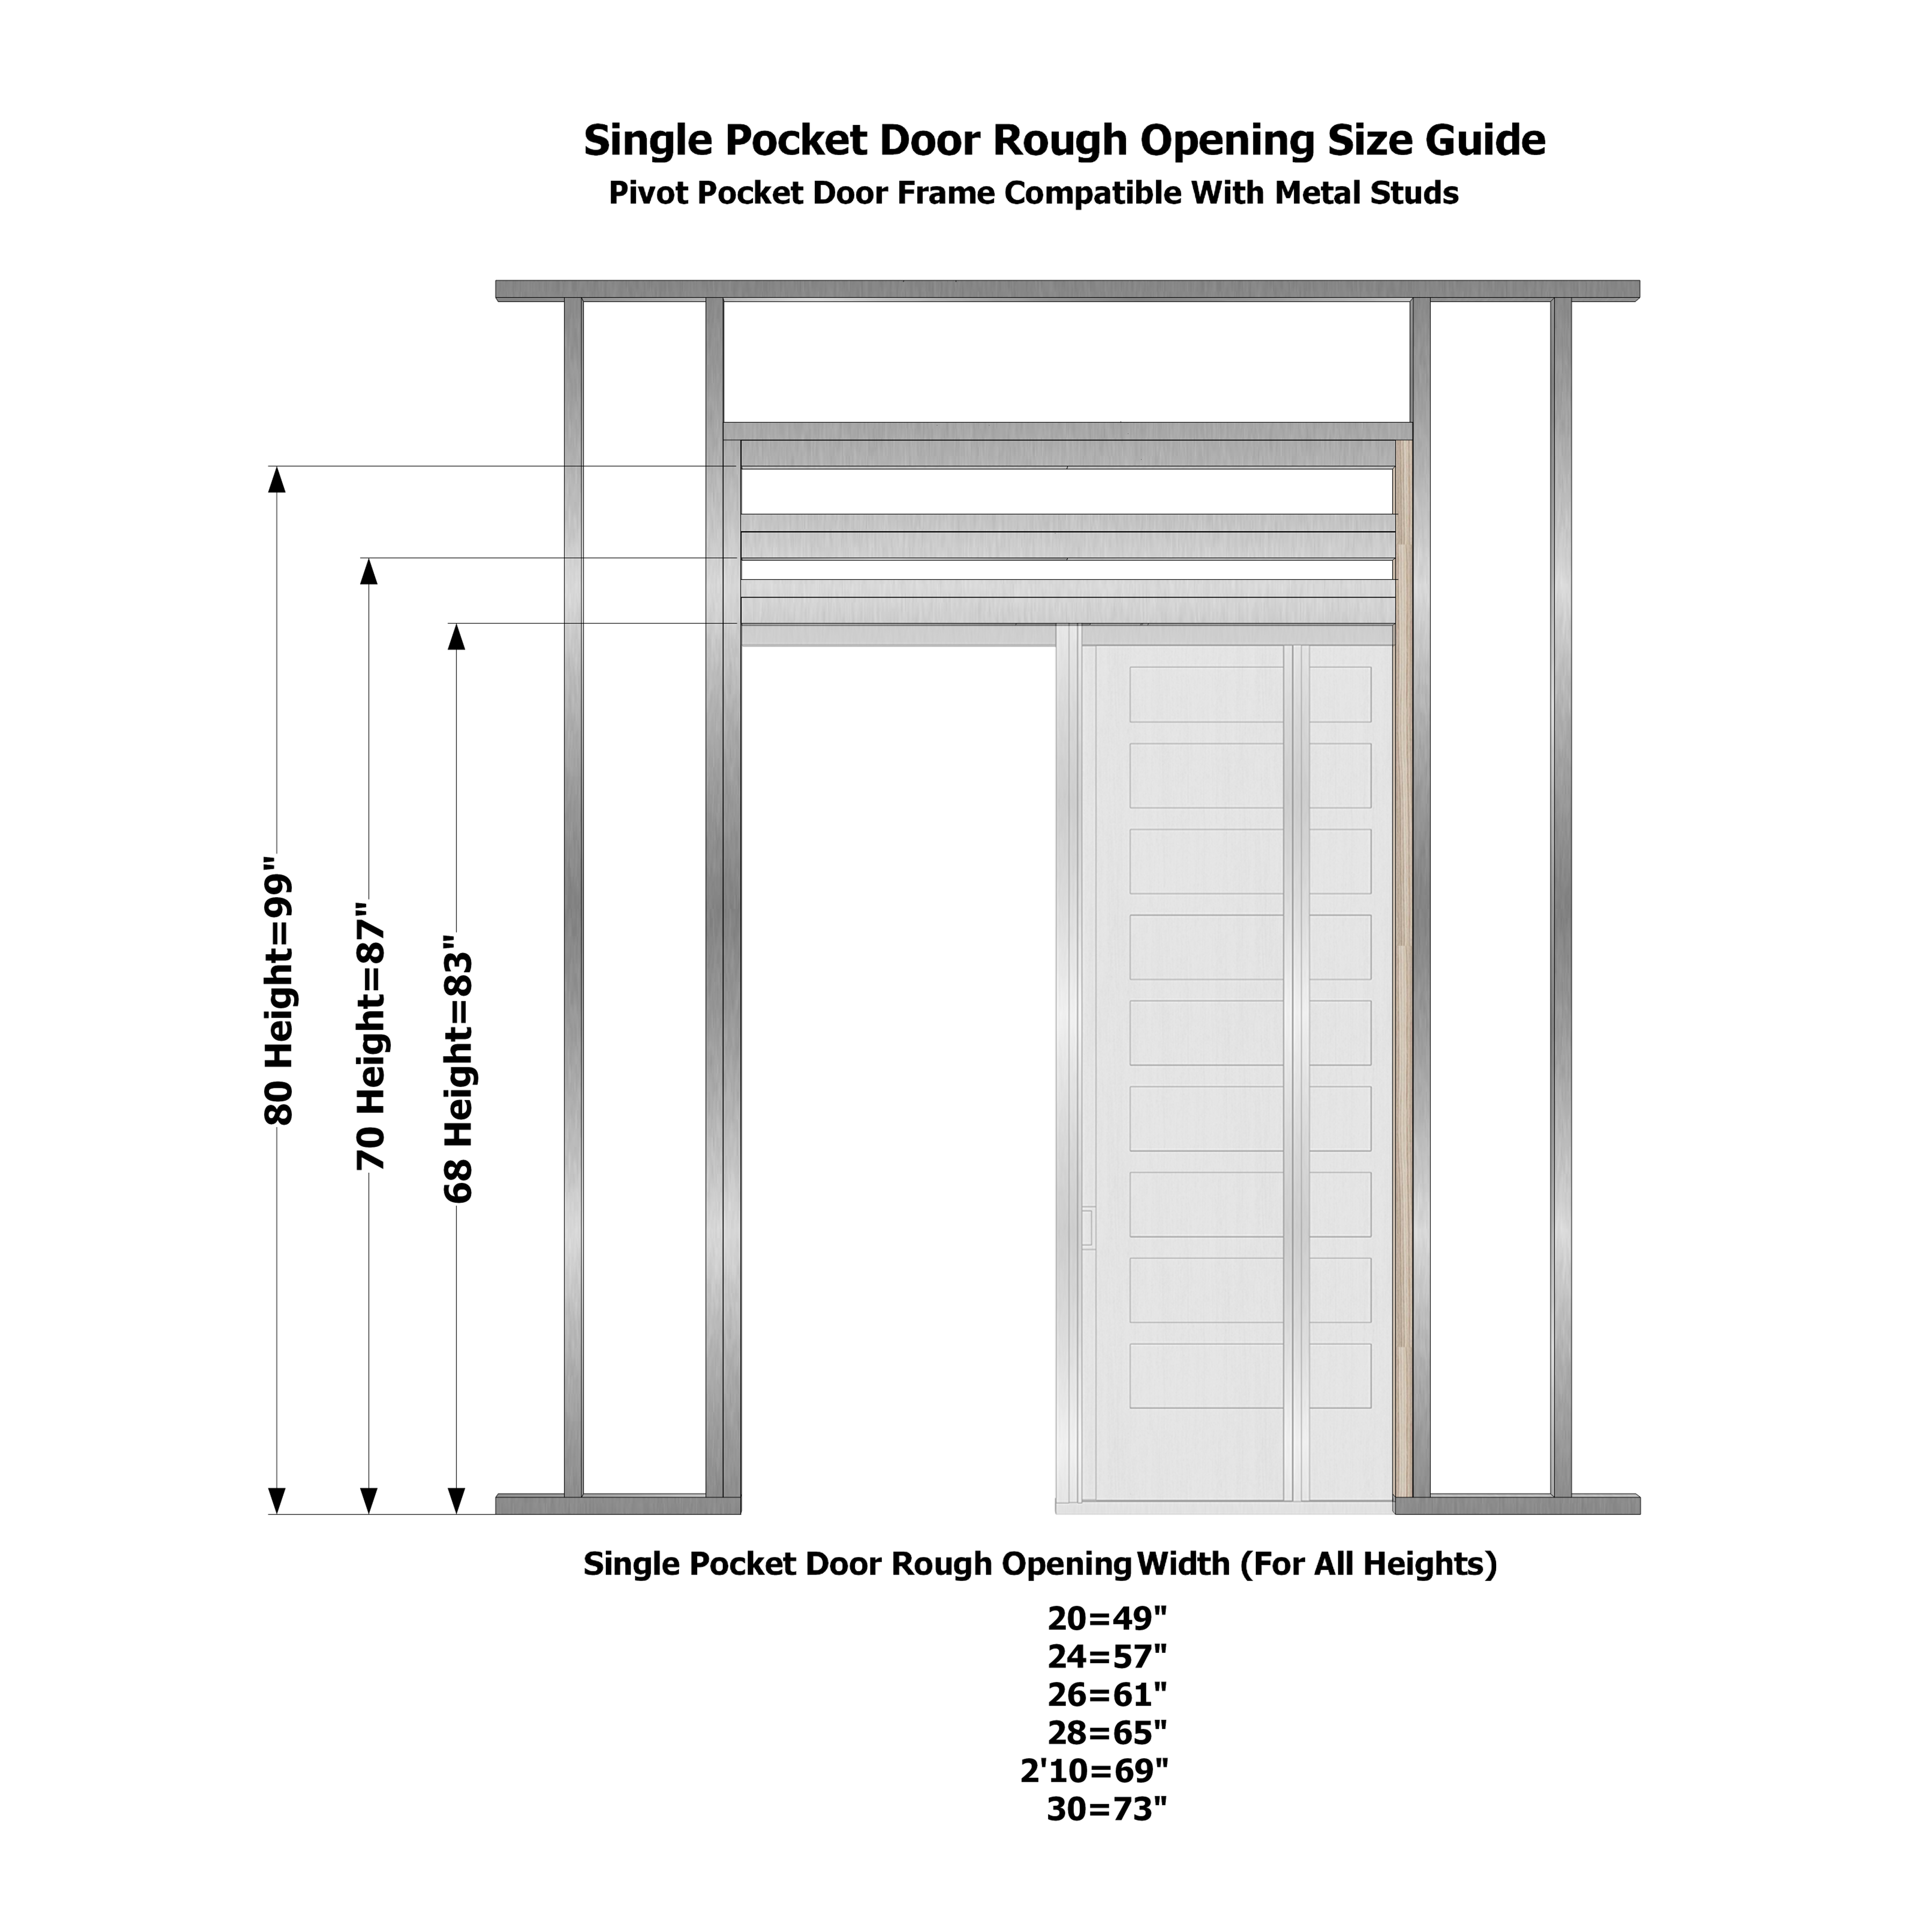 Single Pocket Door Rough Opening Size Guide
Pivot Pocket Door Frame Compatible With Metal Studs
80 Height=99"
70 Height=87"
68 Height=83"
Single Pocket Door Rough Opening Width (For All Heights)
20=49"
24=57"
26=61"
28=65"
2'10=69"
30=73"